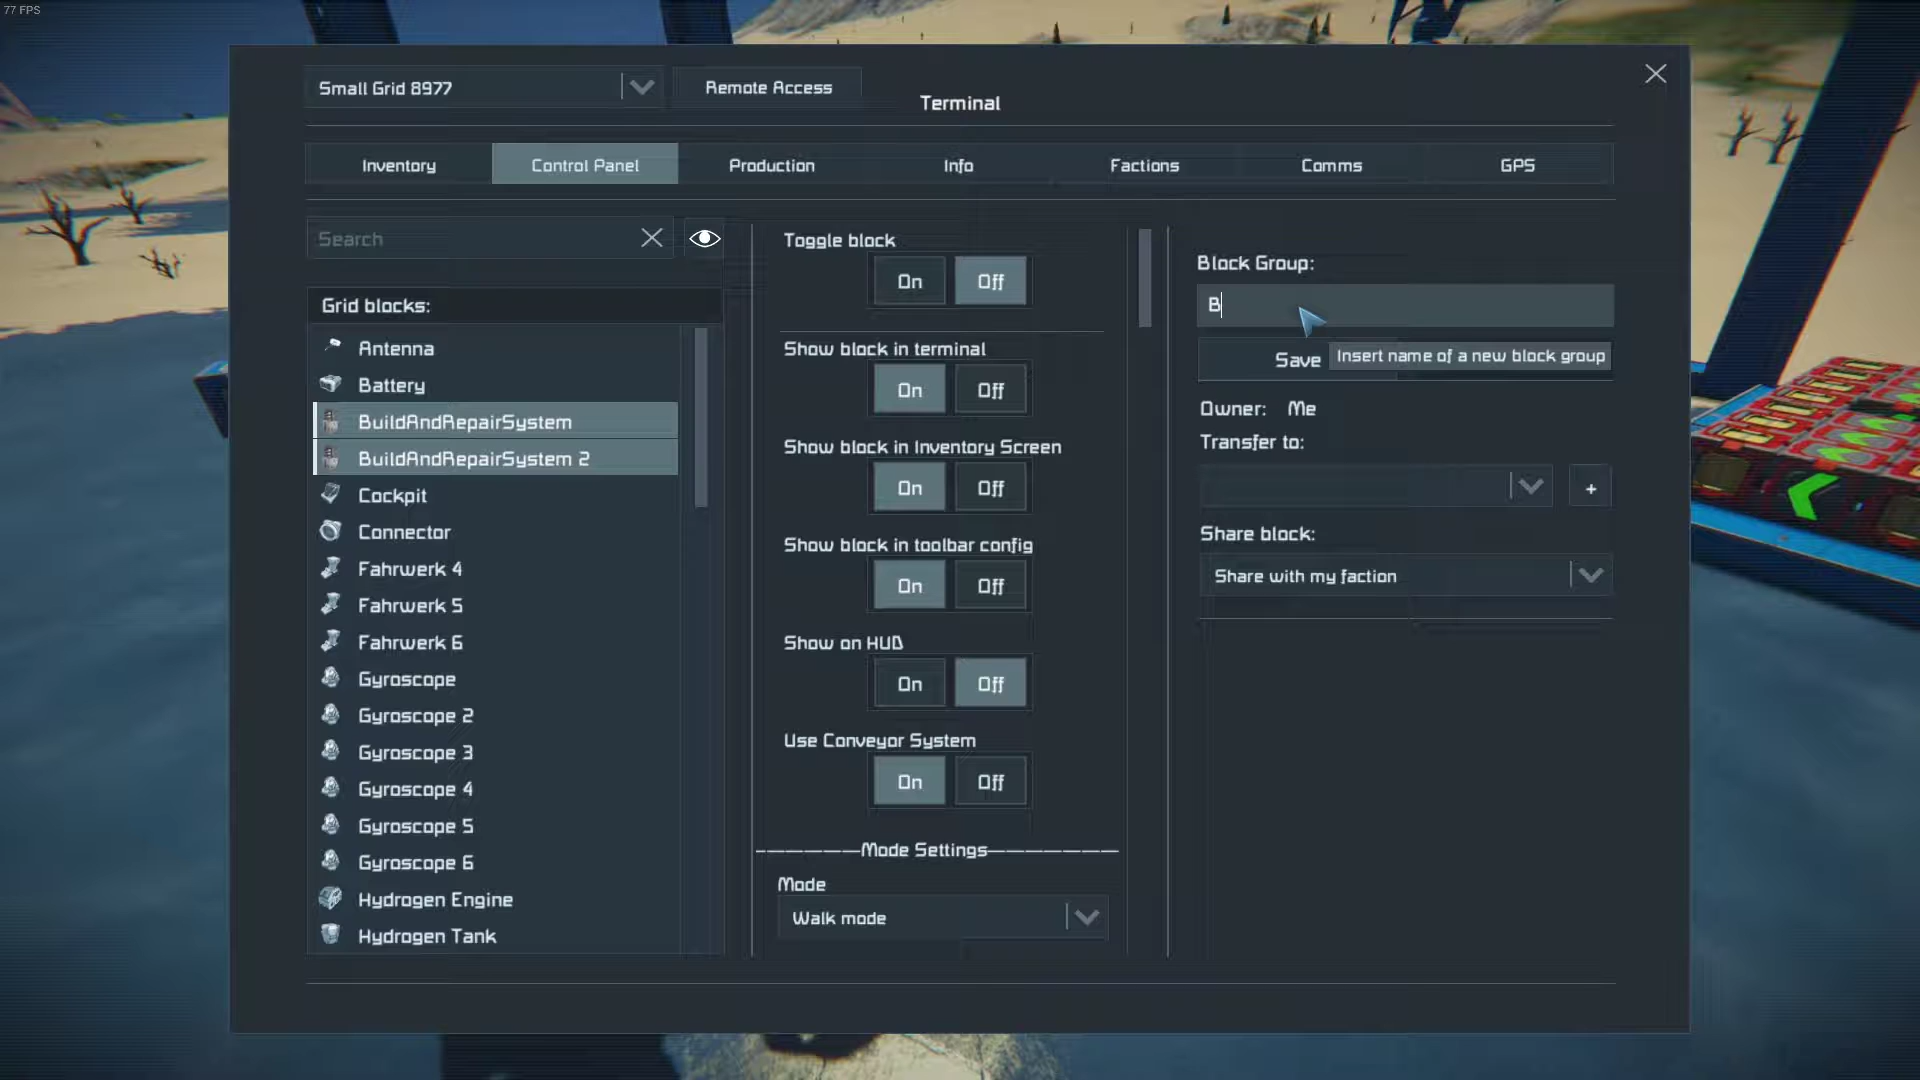 77 FPS
Small Grid 8977
Remote Access
Terminal
Inventory
Control Panel
Production
Info
Factions
Comms
GPS
Search
Grid blocks:
Antenna
Battery
BuildAndRepairSystem
BuildAndRepairSystem 2
Cockpit
Connector
Fahrwerk 4
Fahrwerk 5
Fahrwerk 6
Gyroscope
Gyroscope 2
Gyroscope 3
Gyroscope 4
Gyroscope 5
Gyroscope 6
Hydrogen Engine
Hydrogen Tank
Toggle block
On Off
Show block in terminal
On Off
Show block in Inventory Screen
On Off
Show block in toolbar config
On Off
Show on HUD
On Off
Use Conveyor System
On Off
Mode Settings
Mode
Walk mode
Block Group:
B
Save
Insert name of a new block group
Owner: Me
Transfer to:
+
Share block:
Share with my faction